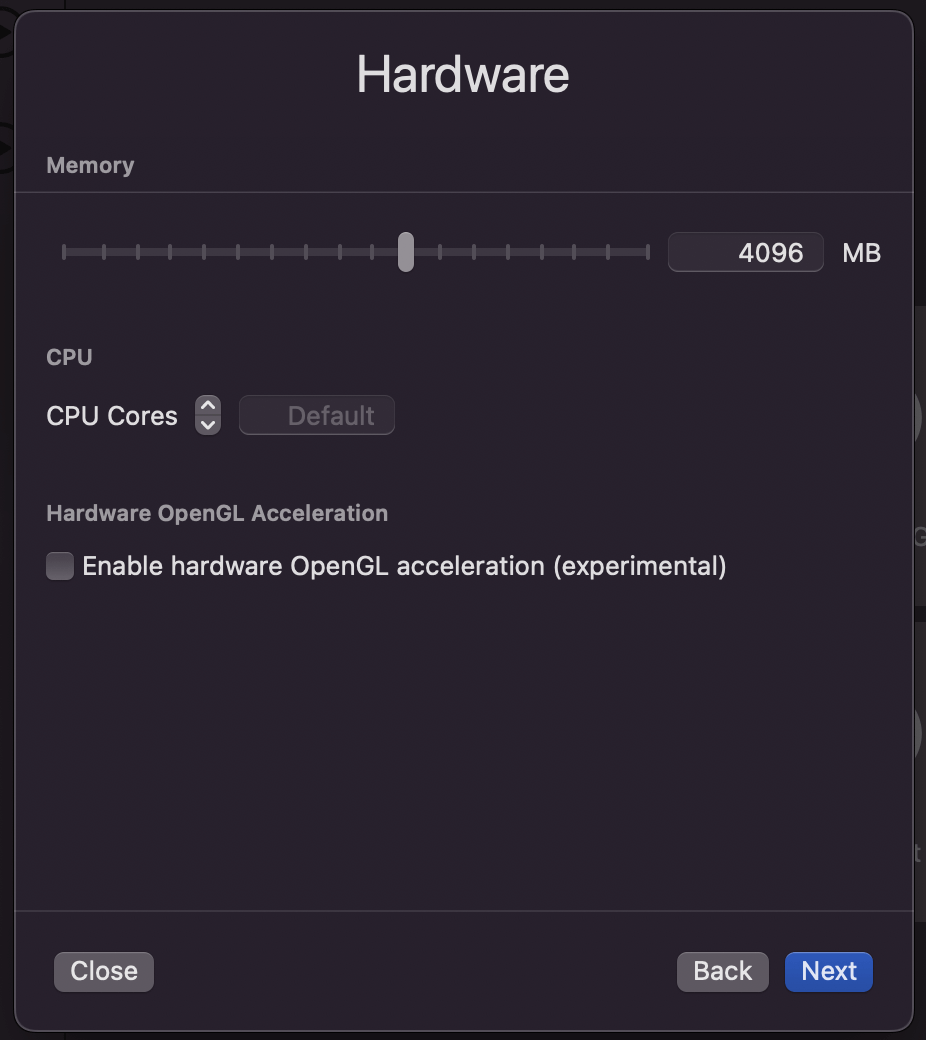 Hardware
Memory
4096 MB
CPU
CPU Cores Default
Hardware OpenGL Acceleration
Enable hardware OpenGL acceleration (experimental)
Close Back Next